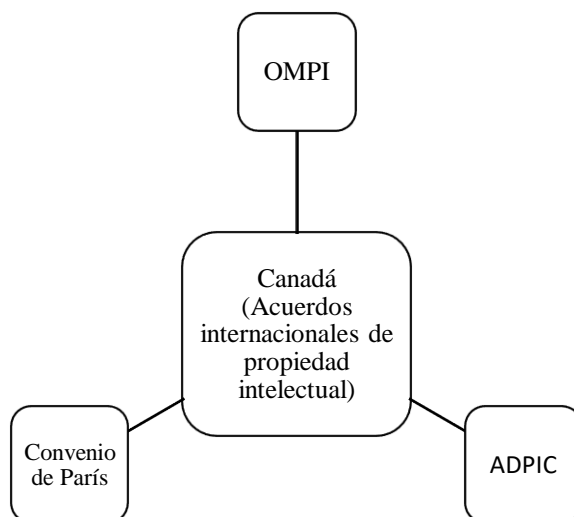 OMPI
Canadá
(Acuerdos
internacionales de
propiedad
intelectual)
Convenio
de París
ADPIC